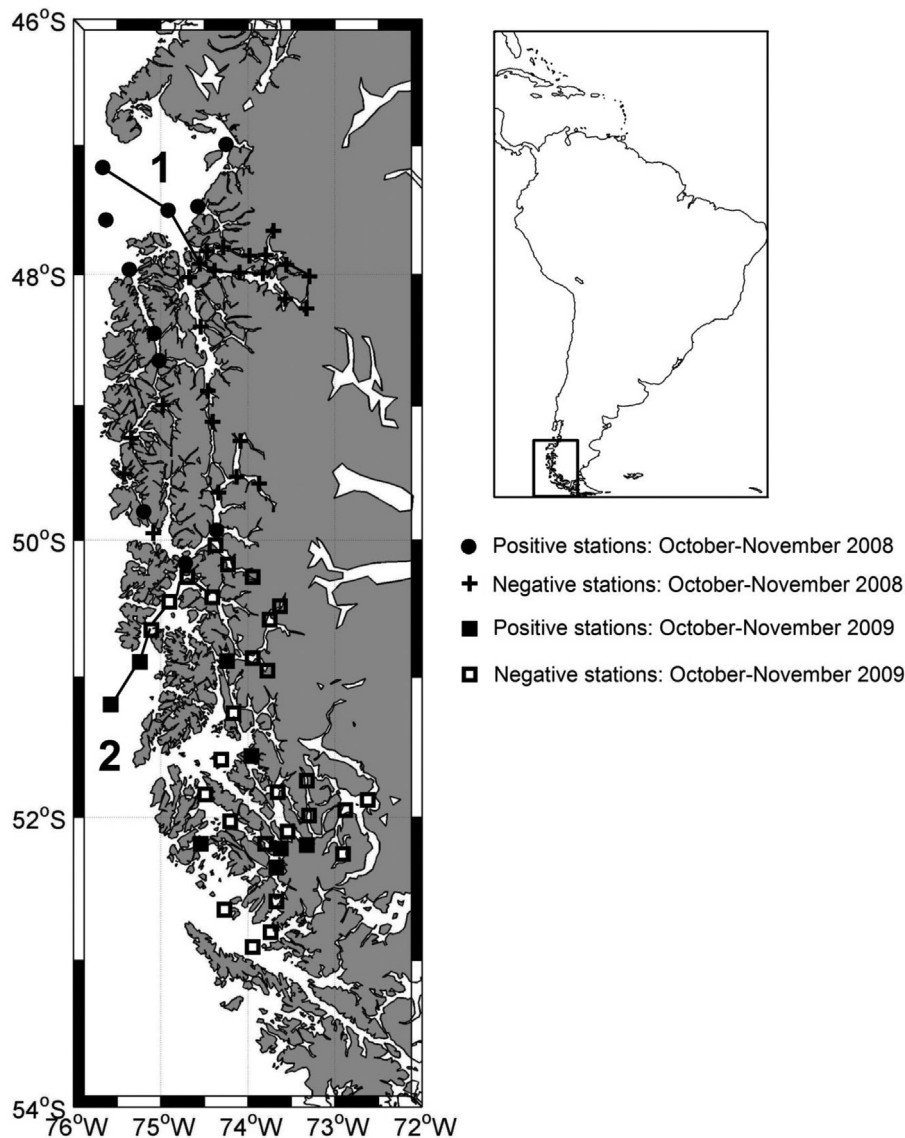 46°S
1
48°S
50°S
2
52°S
54°S
76°W 75°W 74°W 73°W 72°W
Positive stations: October-November 2008
Negative stations: October-November 2008
Positive stations: October-November 2009
Negative stations: October-November 2009